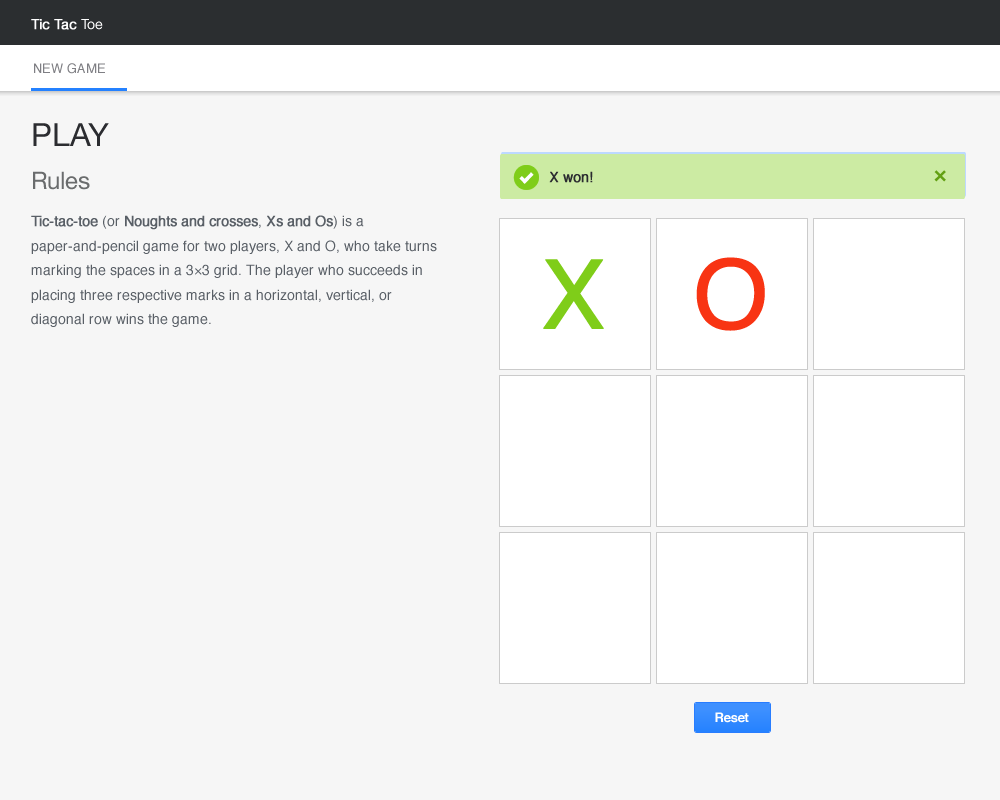 Tic Tac Toe
NEW GAME
PLAY
Rules
Tic-tac-toe (or Noughts and crosses, Xs and Os) is a
paper-and-pencil game for two players, X and O, who take turns
marking the spaces in a 3×3 grid. The player who succeeds in
placing three respective marks in a horizontal, vertical, or
diagonal row wins the game.
X won!
X O
Reset